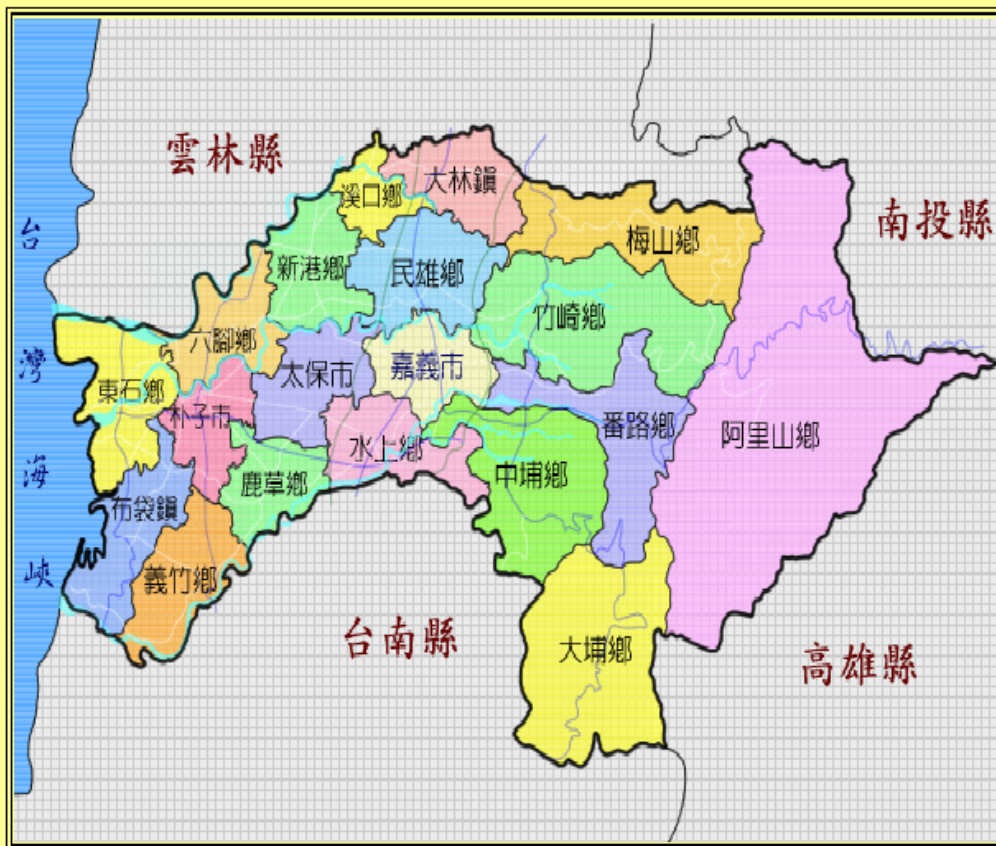 雲林縣
大林鎮
溪口鄉
台灣海峽
南投縣
梅山鄉
新港鄉
民雄鄉
竹崎鄉
六腳鄉
太保市
嘉義市
東石鄉
朴子市
番路鄉
阿里山鄉
水上鄉
中埔鄉
鹿草鄉
布袋鎮
義竹鄉
台南縣
大埔鄉
高雄縣